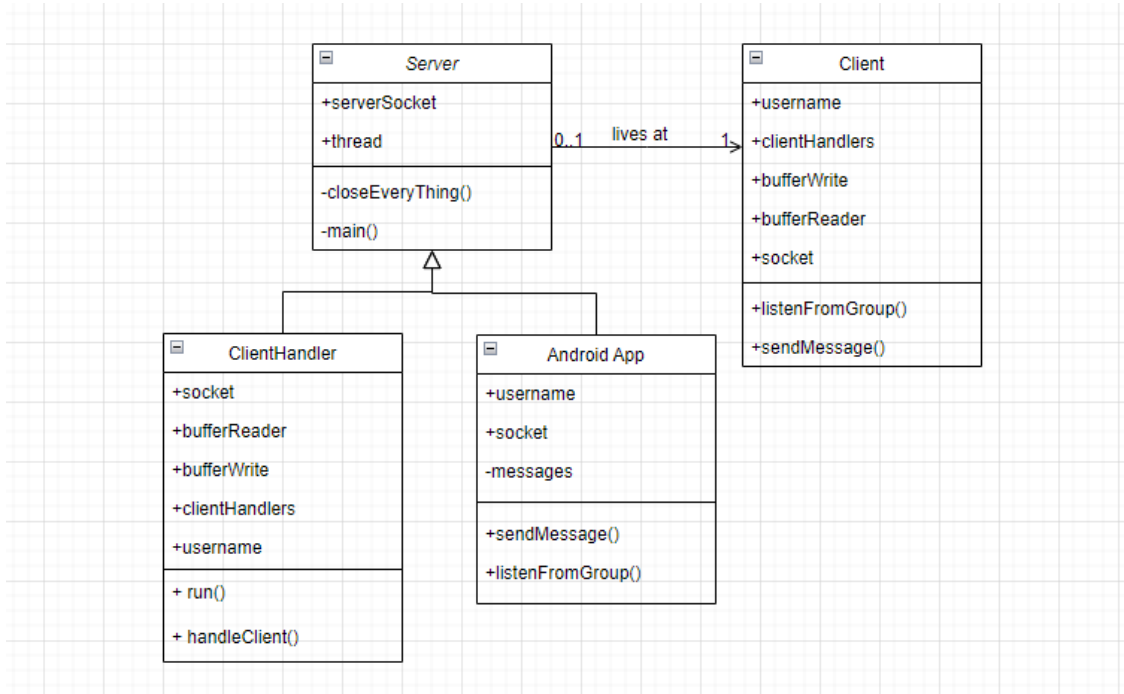 Server
+serverSocket
+thread
-closeEveryThing()
-main()
0..1 lives at 1
Client
+username
+clientHandlers
+bufferWrite
+bufferReader
+socket
+listenFromGroup()
+sendMessage()
ClientHandler
+socket
+bufferReader
+bufferWrite
+clientHandlers
+username
+ run()
+ handleClient()
Android App
+username
+socket
-messages
+sendMessage()
+listenFromGroup()